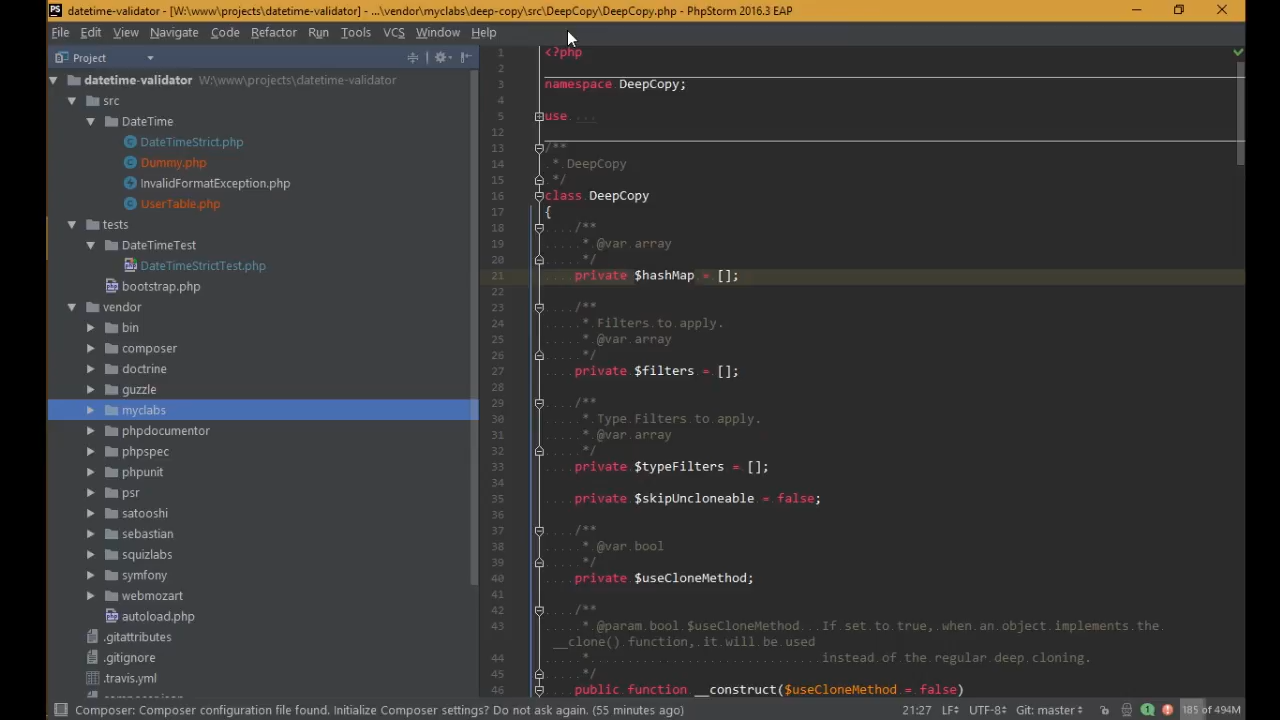 datetime-validator - [W:\www\projects\datetime-validator] - ...\vendor\myclabs\deep-copy\src\DeepCopy\DeepCopy.php - PhpStorm 2016.3 EAP
File Edit View Navigate Code Refactor Run Tools VCS Window Help
Project
datetime-validator W:\www\projects\datetime-validator
src
DateTime
DateTimeStrict.php
Dummy.php
InvalidFormatException.php
UserTable.php
tests
DateTimeTest
DateTimeStrictTest.php
bootstrap.php
vendor
bin
composer
doctrine
guzzle
myclabs
phpdocumentor
phpspec
phpunit
psr
satooshi
sebastian
squizlabs
symfony
webmozart
autoload.php
.gitattributes
.gitignore
.travis.yml
composer.json
1 <?php
2
3 namespace DeepCopy;
4
5 use ...
12
13 /**
14 * DeepCopy
15 */
16 class DeepCopy
17 {
18 /**
19 * @var array
20 */
21 private $hashMap = [];
22
23 /**
24 * Filters to apply.
25 * @var array
26 */
27 private $filters = [];
28
29 /**
30 * Type Filters to apply.
31 * @var array
32 */
33 private $typeFilters = [];
34
35 private $skipUncloneable = false;
36
37 /**
38 * @var bool
39 */
40 private $useCloneMethod;
41
42 /**
43 * @param bool $useCloneMethod   If set to true, when an object implements the
__clone() function, it will be used
44 * instead of the regular deep cloning.
45 */
46 public function __construct($useCloneMethod = false)
Composer: Composer configuration file found. Initialize Composer settings? Do not ask again. (55 minutes ago) 21:27 LF÷ UTF-8÷ Git: master÷ 1 185 of 494M